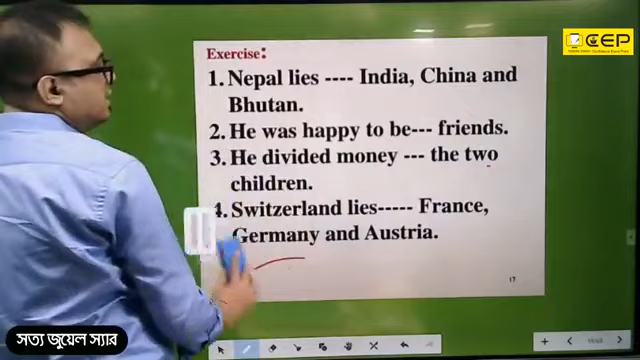 Exercise:
1. Nepal lies ---- India, China and
Bhutan.
2. He was happy to be--- friends.
3. He divided money --- the two
children.
4. Switzerland lies----- France,
Germany and Austria.
17
CEP
সত্য জুয়েল স্যার